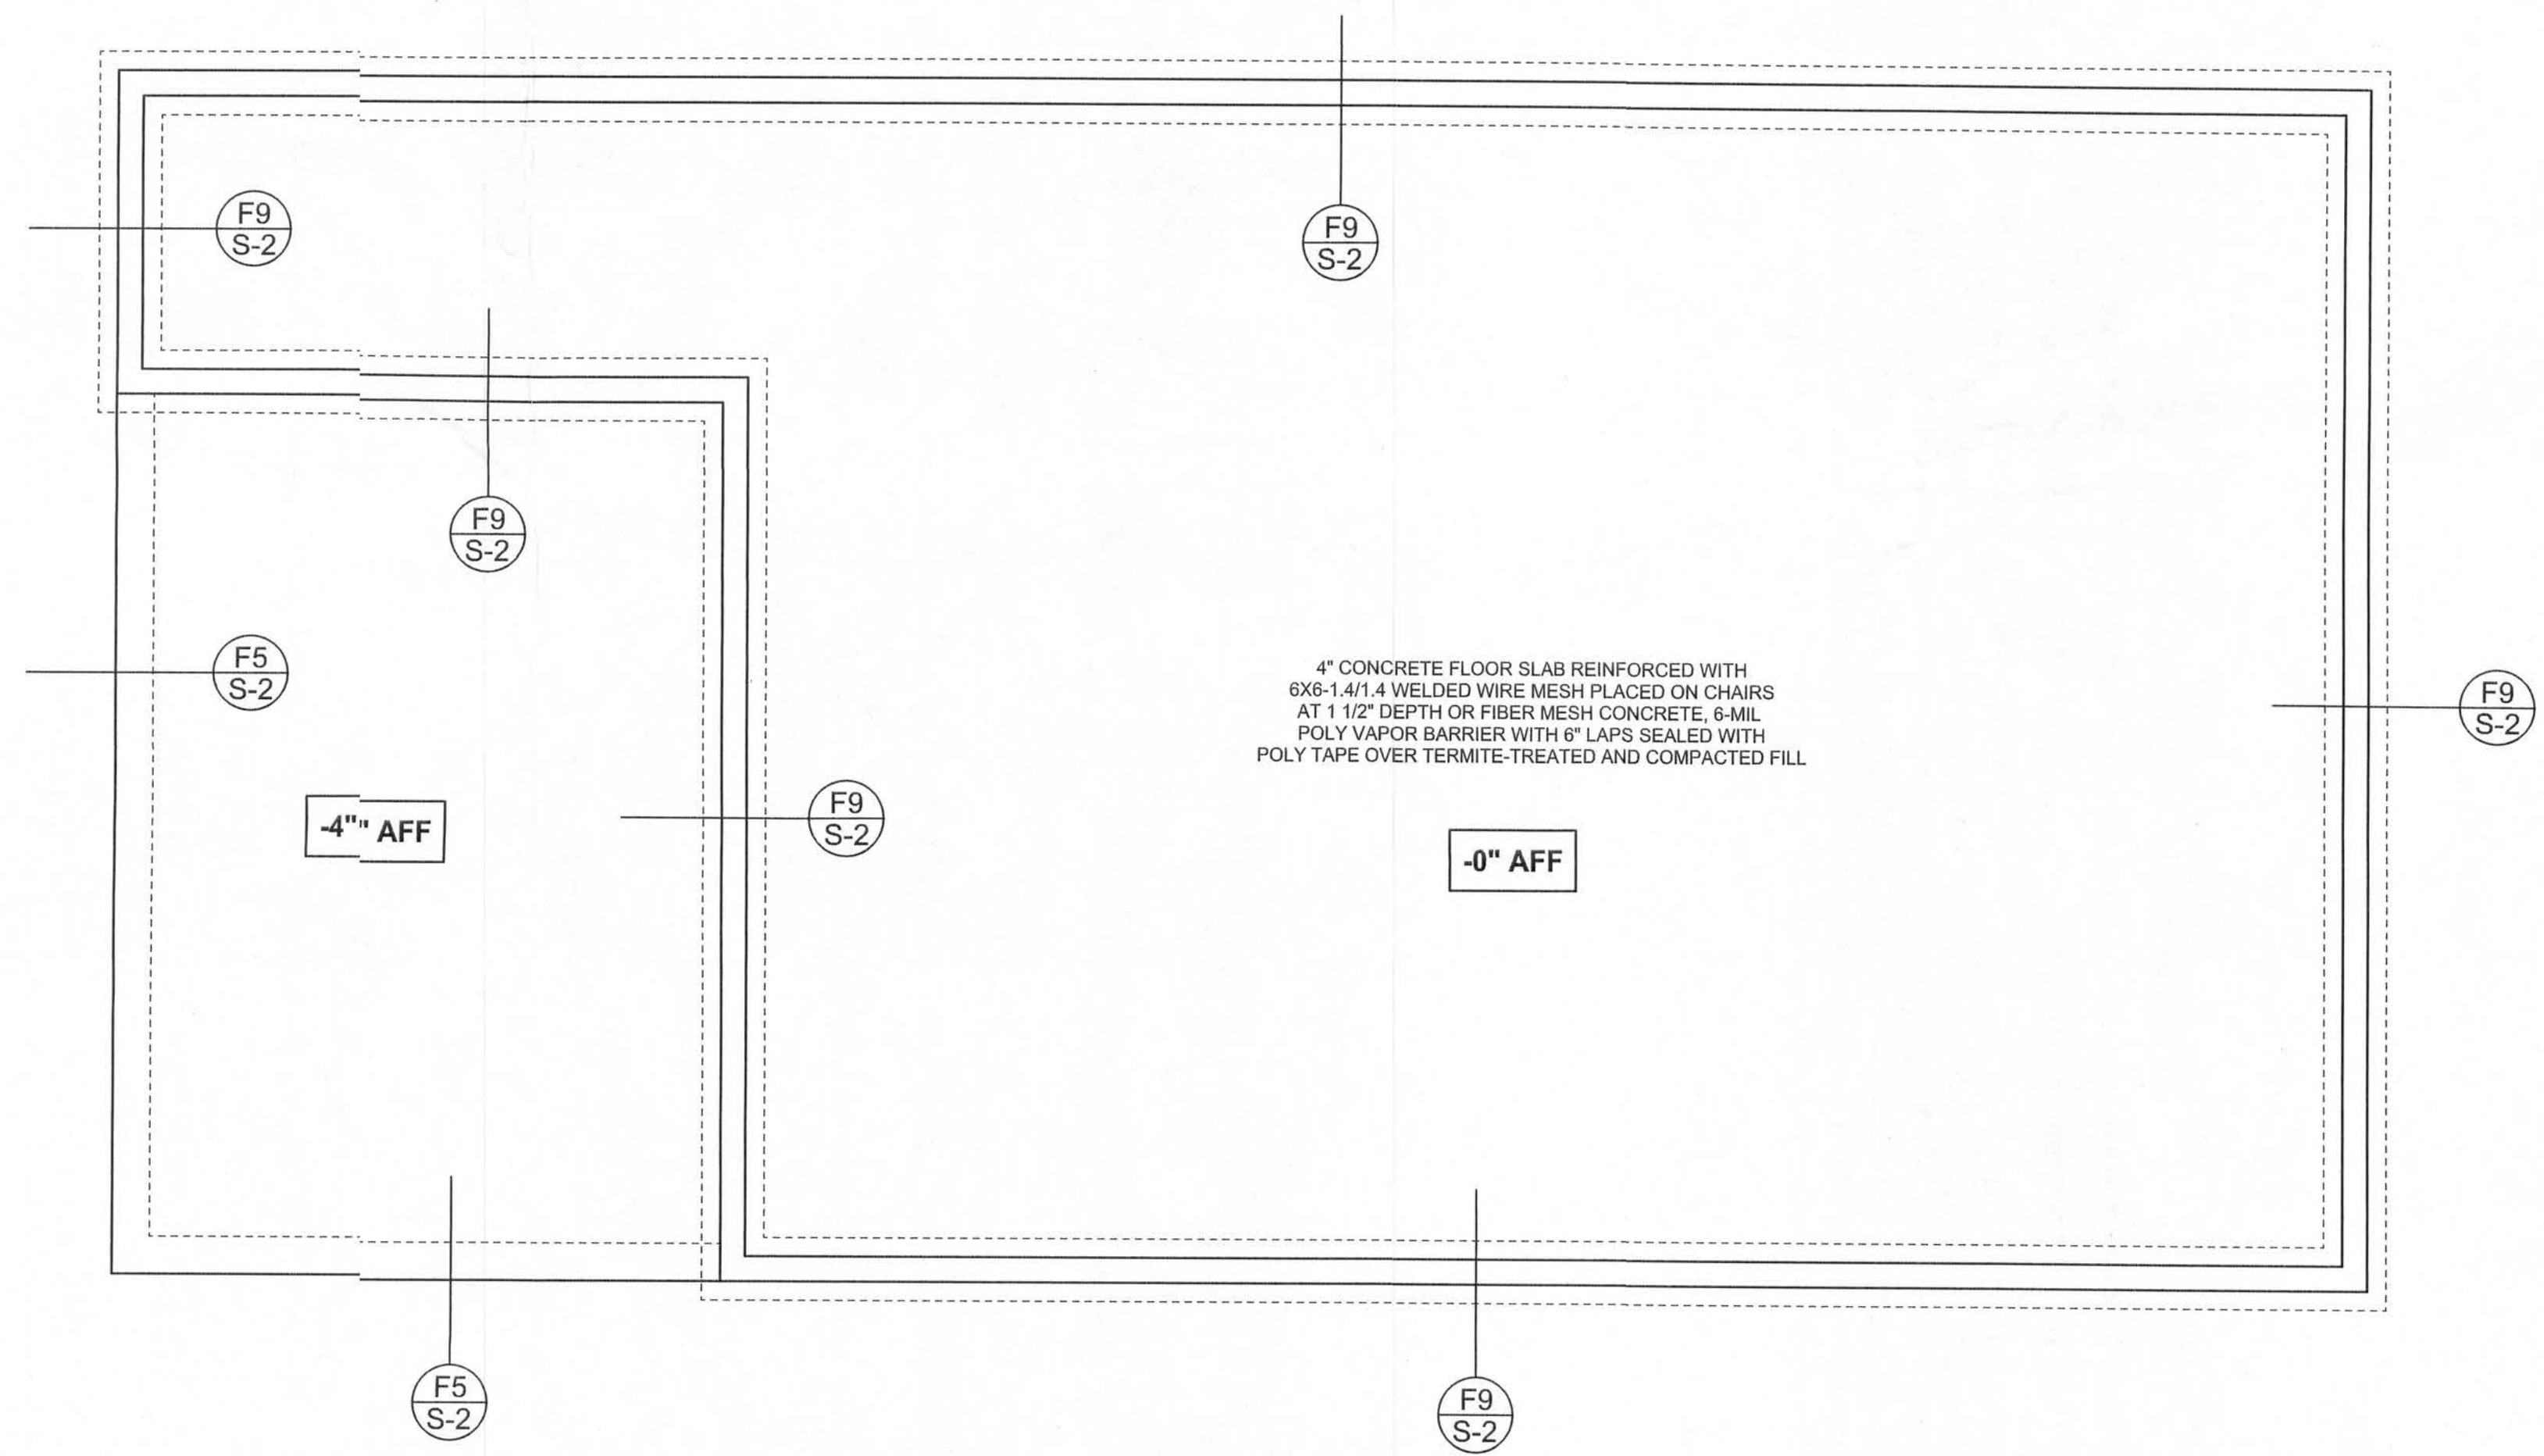 F9
S-2
F9
S-2
F9
S-2
F5
S-2
4" CONCRETE FLOOR SLAB REINFORCED WITH
6X6-1.4/1.4 WELDED WIRE MESH PLACED ON CHAIRS
AT 1 1/2" DEPTH OR FIBER MESH CONCRETE, 6-MIL
POLY VAPOR BARRIER WITH 6" LAPS SEALED WITH
POLY TAPE OVER TERMITE-TREATED AND COMPACTED FILL
F9
S-2
-4"" AFF
F9
S-2
-0" AFF
F5
S-2
F9
S-2